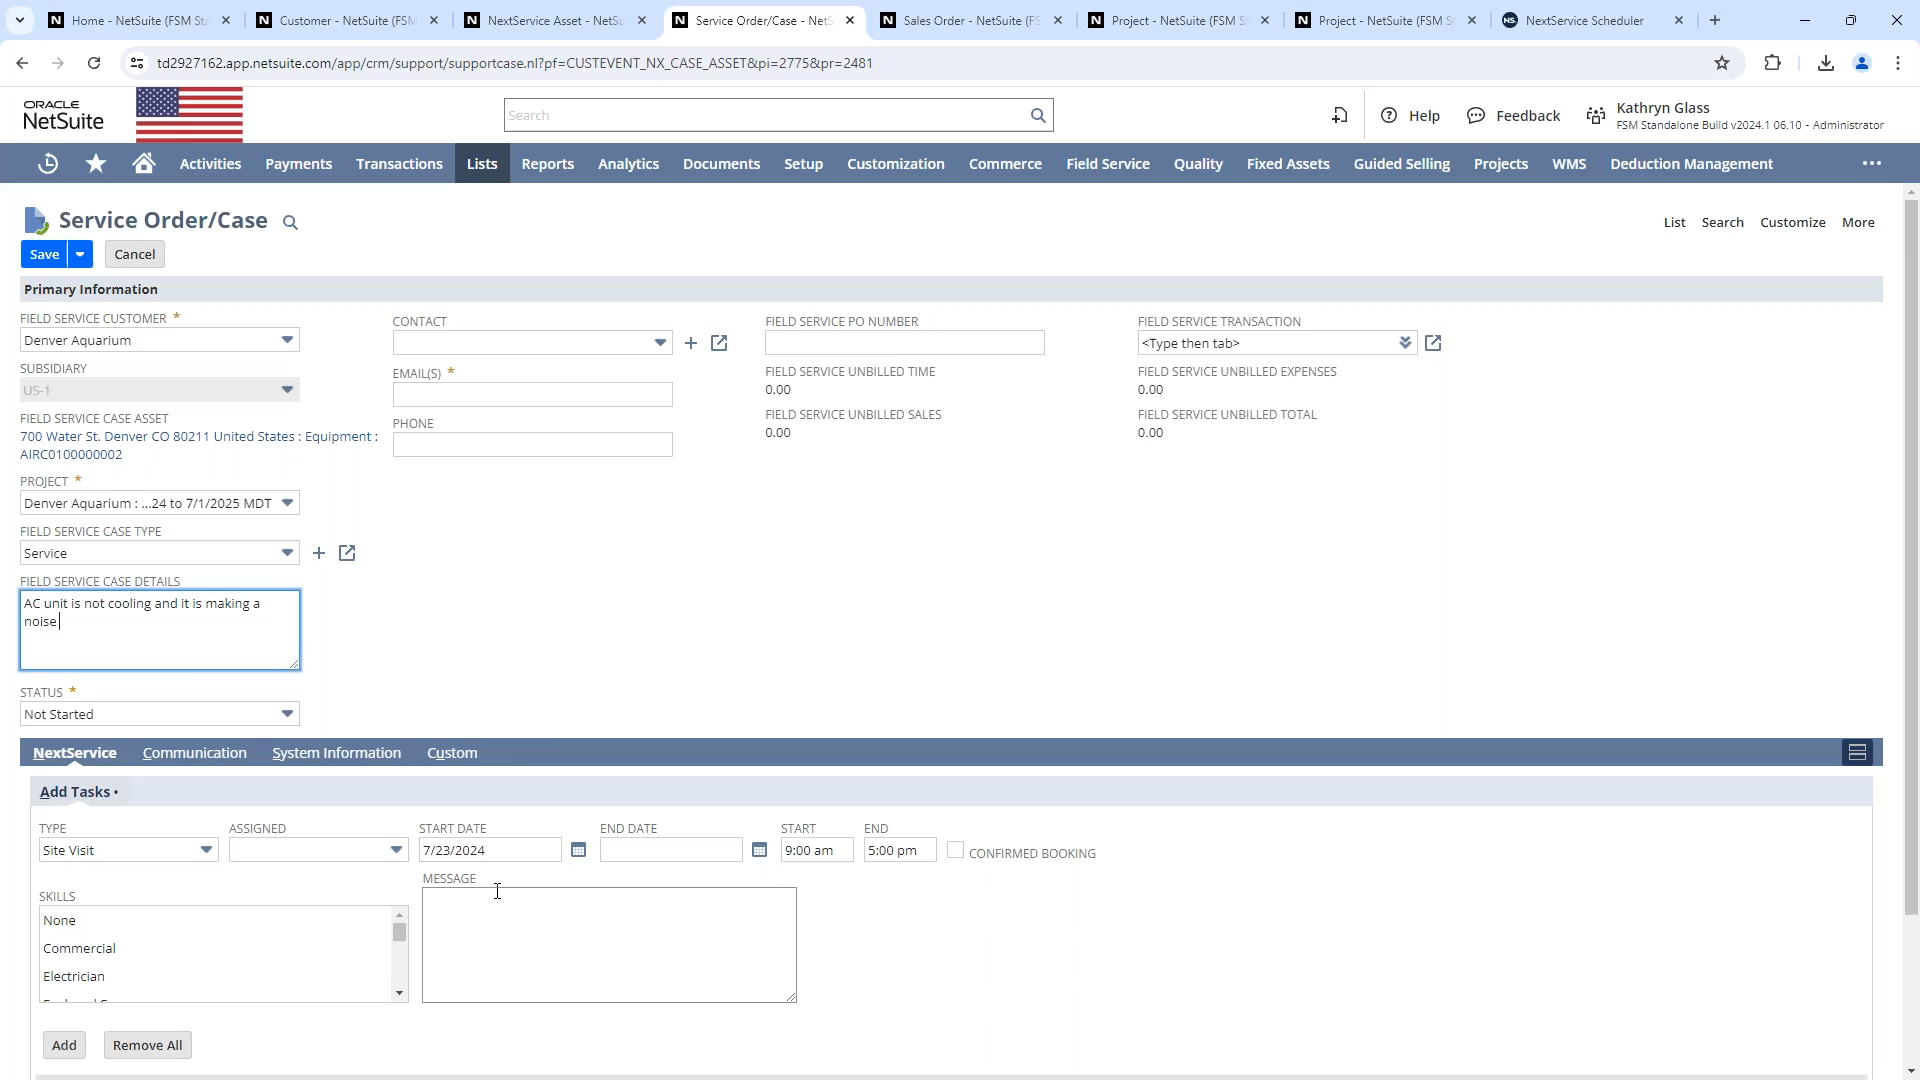 Home - NetSuite (FSM Sta
Customer - NetSuite (FSM
NextService Asset - NetSu
Service Order/Case - NetS
Sales Order - NetSuite (FS
Project - NetSuite (FSM S
Project - NetSuite (FSM S
NS
NextService Scheduler
td2927162.app.netsuite.com/app/crm/support/supportcase.nl?pf=CUSTEVENT_NX_CASE_ASSET&pi=2775&pr=2481
ORACLE
NetSuite
Search
Help
Feedback
Kathryn Glass
FSM Standalone Build v2024.1 06.10 - Administrator
Activities
Payments
Transactions
Lists
Reports
Analytics
Documents
Setup
Customization
Commerce
Field Service
Quality
Fixed Assets
Guided Selling
Projects
WMS
Deduction Management
Service Order/Case
List
Search
Customize
More
Save
Cancel
Primary Information
FIELD SERVICE CUSTOMER *
Denver Aquarium
SUBSIDIARY
US-1
FIELD SERVICE CASE ASSET
700 Water St. Denver CO 80211 United States : Equipment :
AIRC0100000002
PROJECT *
Denver Aquarium : ...24 to 7/1/2025 MDT
FIELD SERVICE CASE TYPE
Service
FIELD SERVICE CASE DETAILS
AC unit is not cooling and it is making a
noise
STATUS *
Not Started
CONTACT
EMAIL(S) *
PHONE
FIELD SERVICE PO NUMBER
FIELD SERVICE UNBILLED TIME
0.00
FIELD SERVICE UNBILLED SALES
0.00
FIELD SERVICE TRANSACTION
<Type then tab>
FIELD SERVICE UNBILLED EXPENSES
0.00
FIELD SERVICE UNBILLED TOTAL
0.00
NextService
Communication
System Information
Custom
Add Tasks •
TYPE
Site Visit
ASSIGNED
START DATE
7/23/2024
END DATE
START
9:00 am
END
5:00 pm
CONFIRMED BOOKING
SKILLS
None
Commercial
Electrician
MESSAGE
Add
Remove All